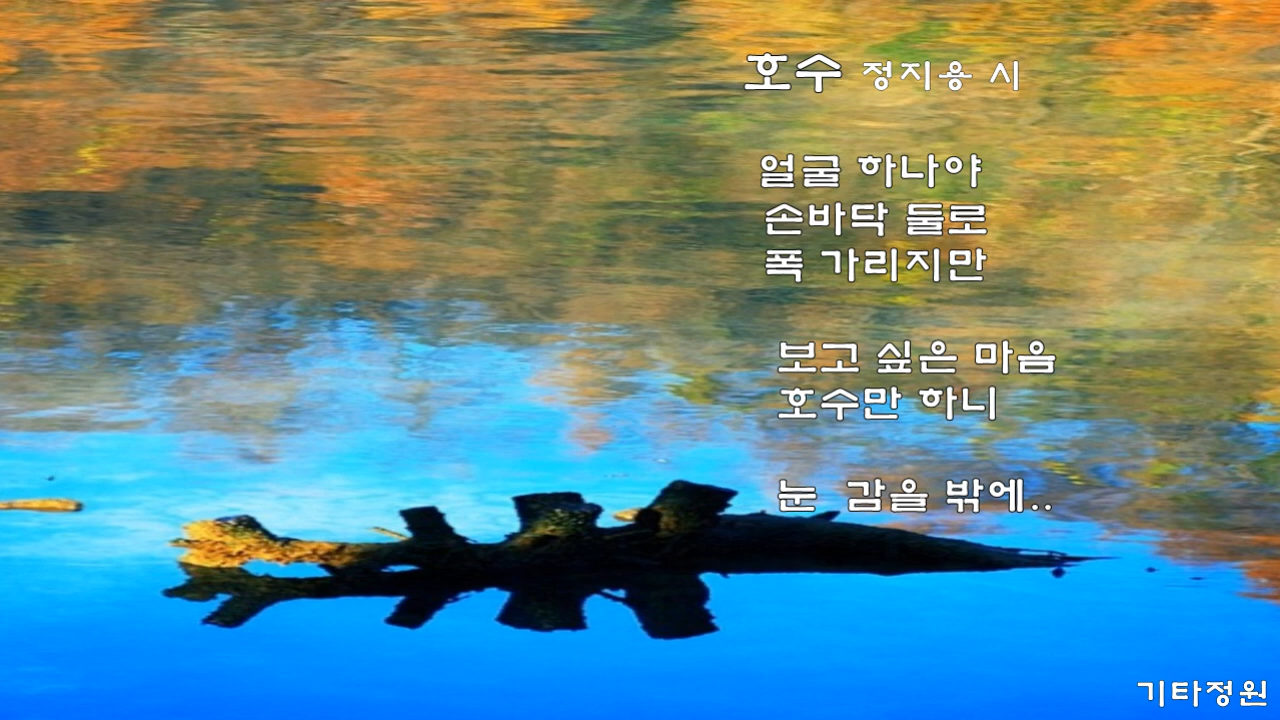 호수 정지용 시
얼굴 하나야
손바닥 둘로
폭 가리지만
보고 싶은 마음
호수만 하니
눈 감을 밖에..
기타정원